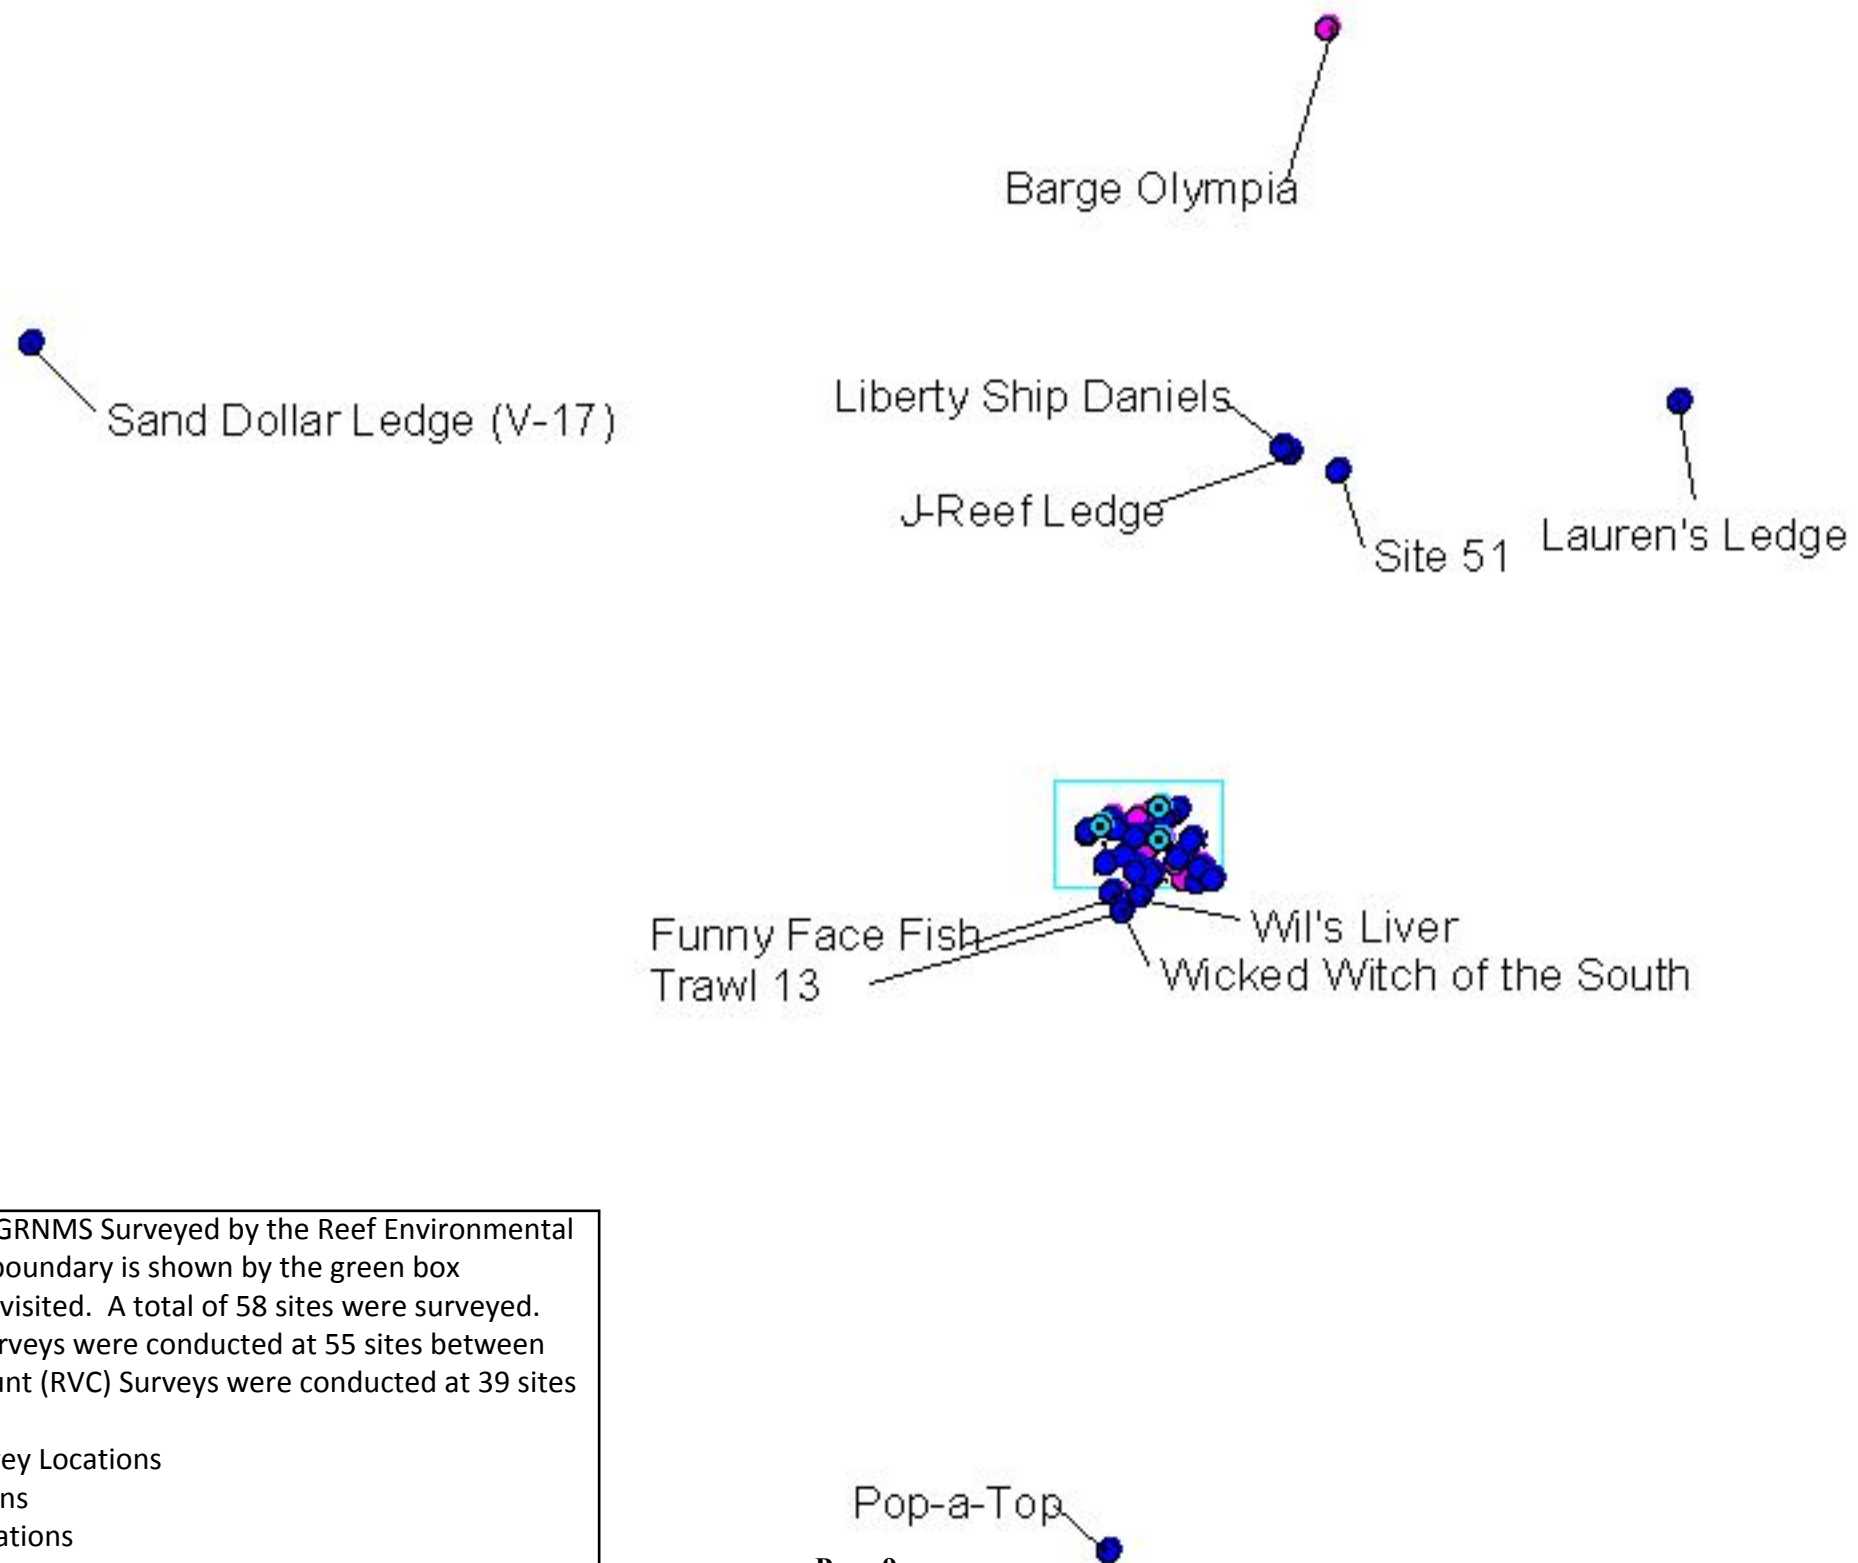 Barge Olympia
Sand Dollar Ledge (V-17)
Liberty Ship Daniels
J-Reef Ledge
Site 51
Lauren's Ledge
Funny Face Fish
Trawl 13
Wil's Liver
Wicked Witch of the South
GRNMS Surveyed by the Reef Environmental
boundary is shown by the green box
visited. A total of 58 sites were surveyed.
rveys were conducted at 55 sites between
unt (RVC) Surveys were conducted at 39 sites
ey Locations
ns
ations
Pop-a-Top